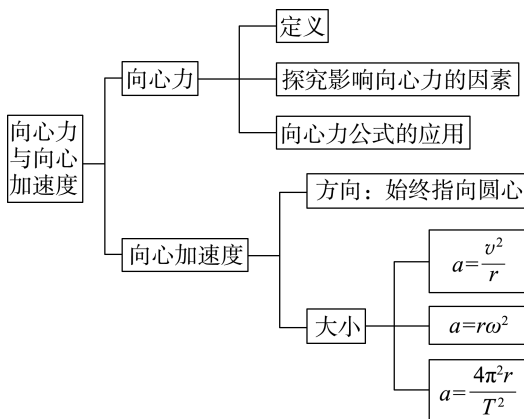 向心力
与向心
加速度
向心力
定义
探究影响向心力的因素
向心力公式的应用
向心加速度
方向：始终指向圆心
大小
a=v²/r
a=rω²
a=4π²r/T²